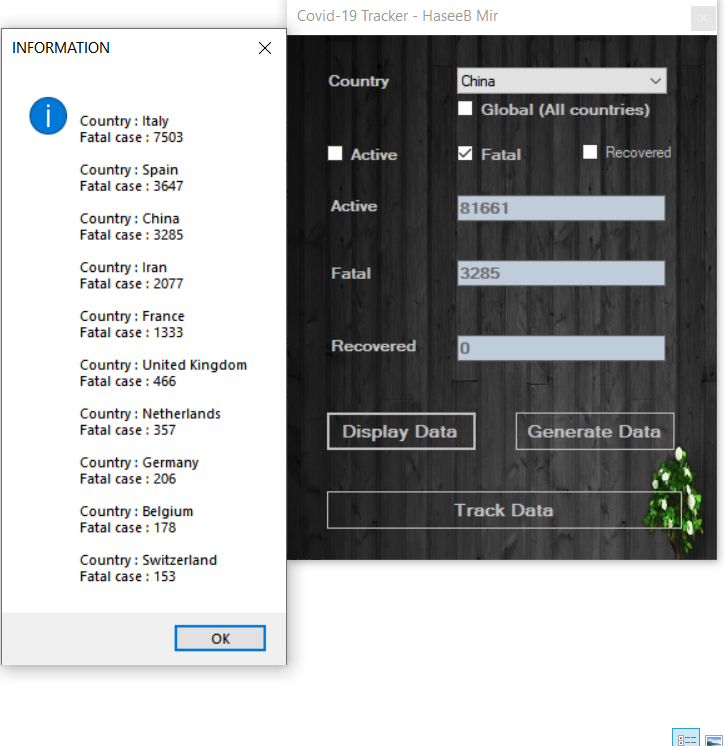 INFORMATION
Country : Italy
Fatal case : 7503
Country : Spain
Fatal case : 3647
Country : China
Fatal case : 3285
Country : Iran
Fatal case : 2077
Country : France
Fatal case : 1333
Country : United Kingdom
Fatal case : 466
Country : Netherlands
Fatal case : 357
Country : Germany
Fatal case : 206
Country : Belgium
Fatal case : 178
Country : Switzerland
Fatal case : 153
OK
Covid-19 Tracker - HaseeB Mir
Country China
Global (All countries)
Active Fatal Recovered
Active 81661
Fatal 3285
Recovered 0
Display Data Generate Data
Track Data